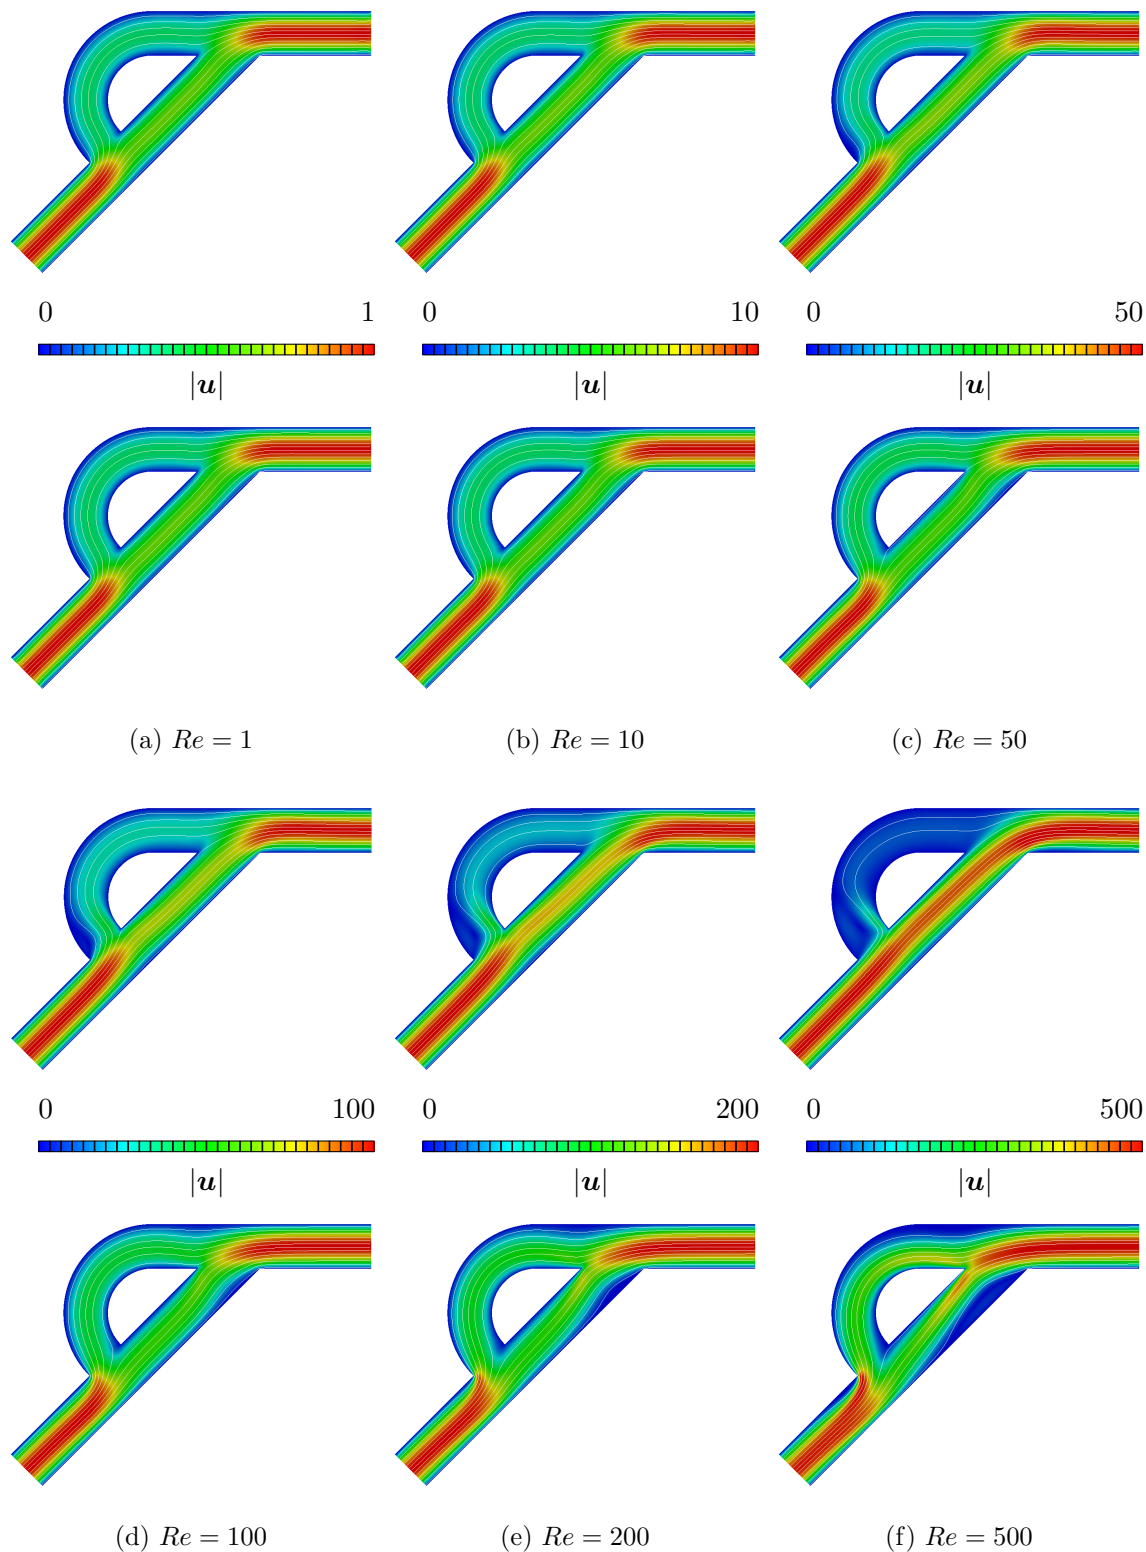 0 1 0 10 0 50
|u| |u| |u|
(a) Re = 1 (b) Re = 10 (c) Re = 50
0 100 0 200 0 500
|u| |u| |u|
(d) Re = 100 (e) Re = 200 (f) Re = 500